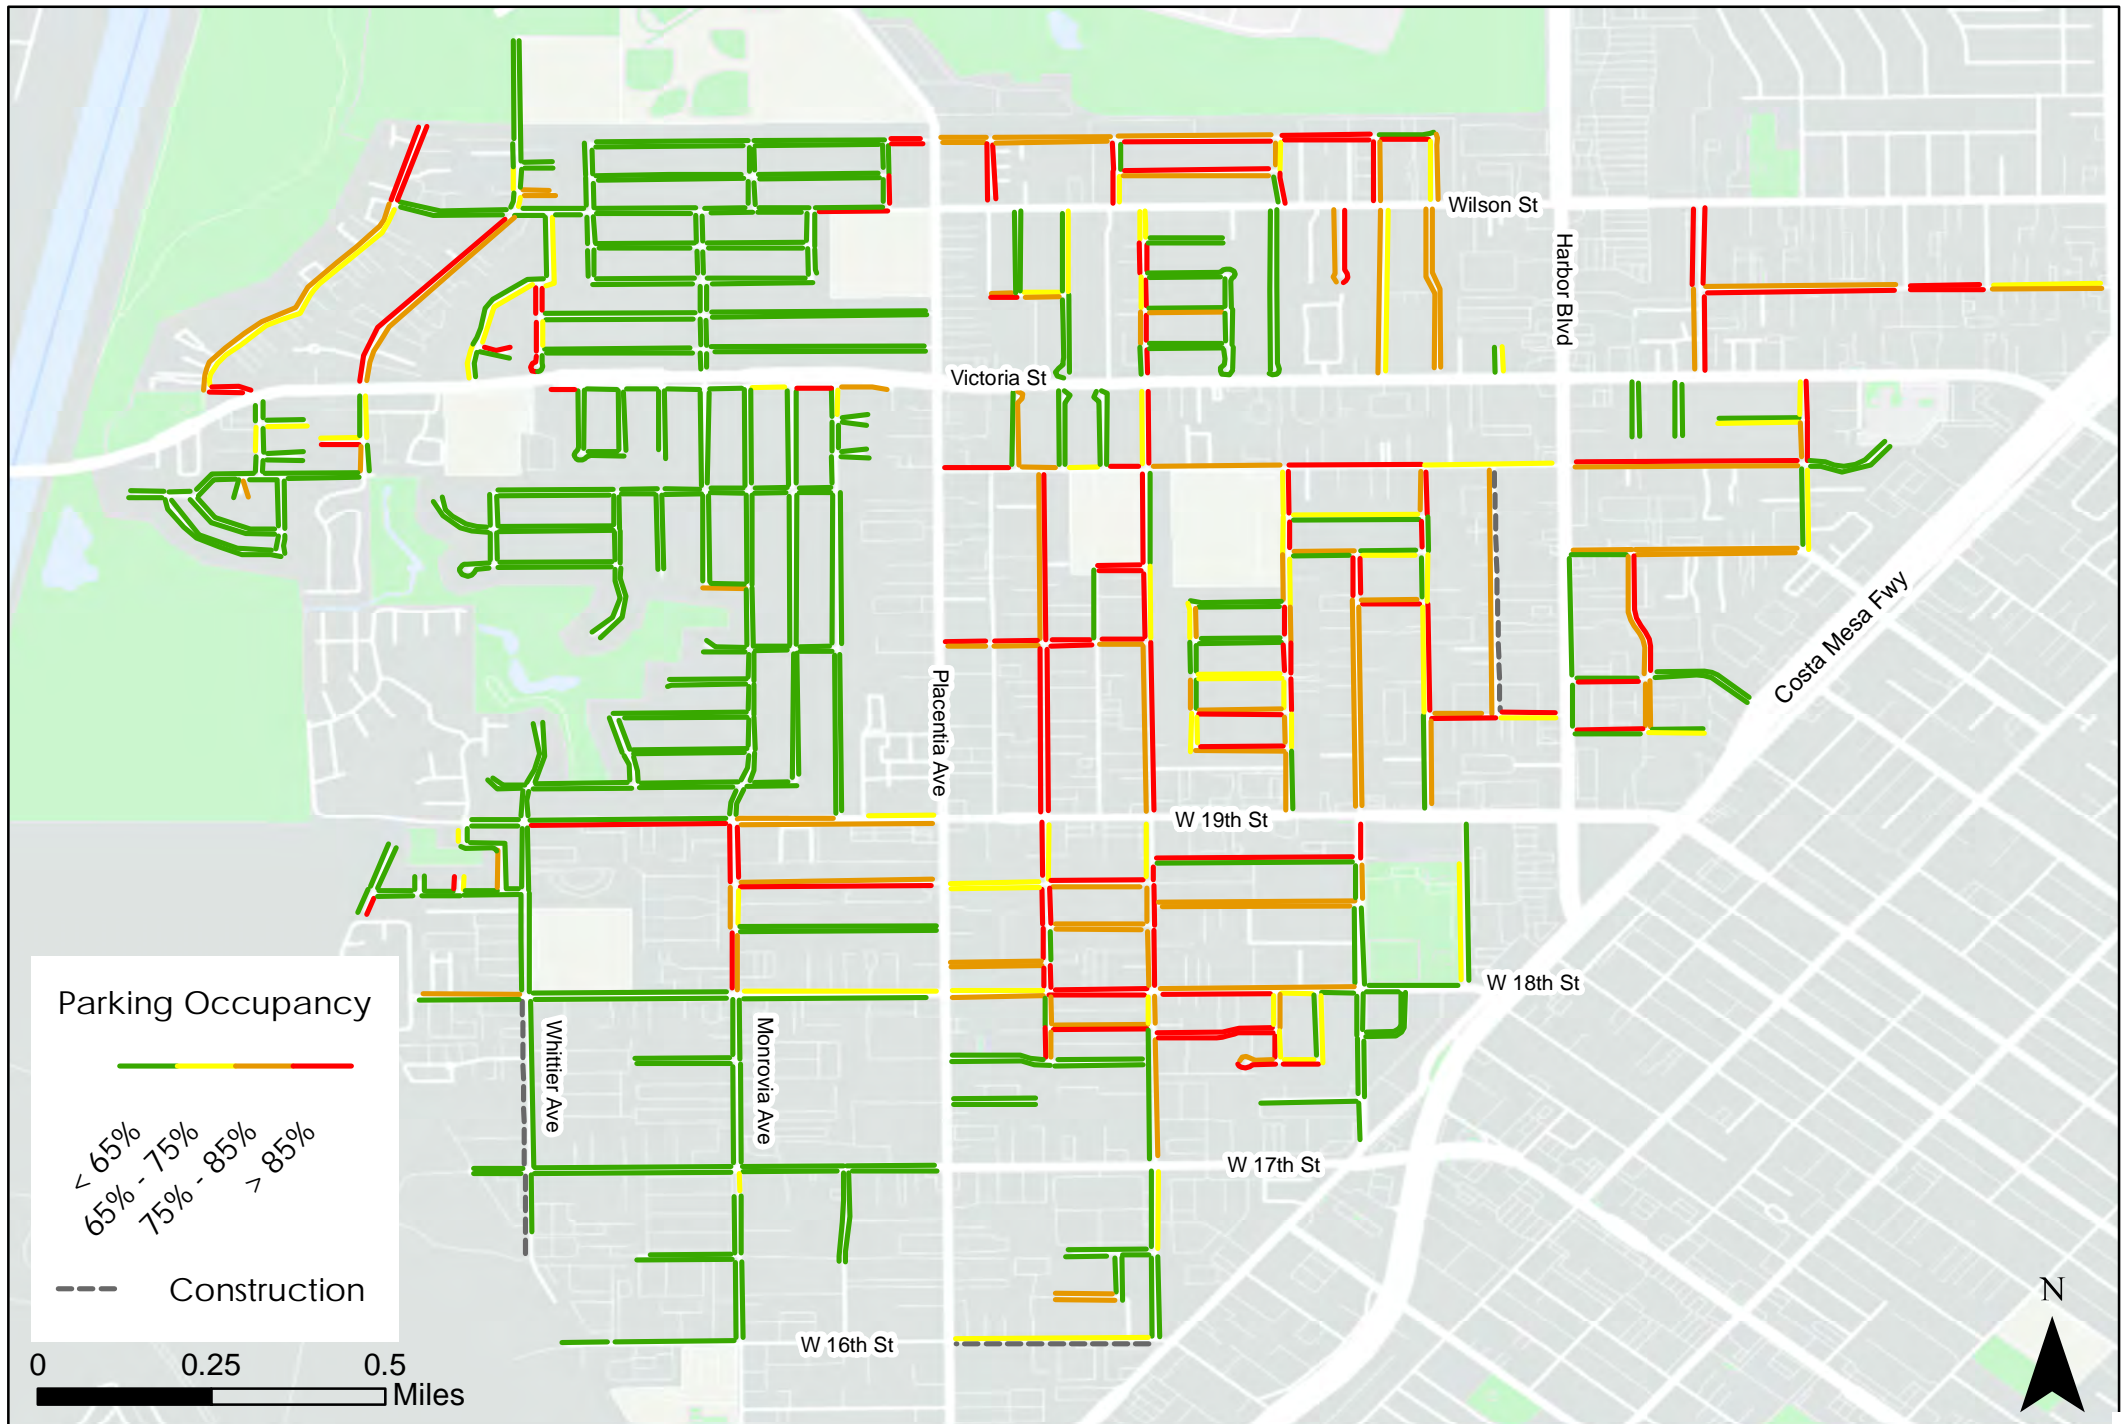 Wilson St
Harbor Blvd
Victoria St
Costa Mesa Fwy
Placentia Ave
W 19th St
W 18th St
Parking Occupancy
< 65%
65% - 75%
75% - 85%
> 85%
Construction
Whittier Ave
Monrovia Ave
W 17th St
W 16th St
N
0 0.25 0.5
Miles